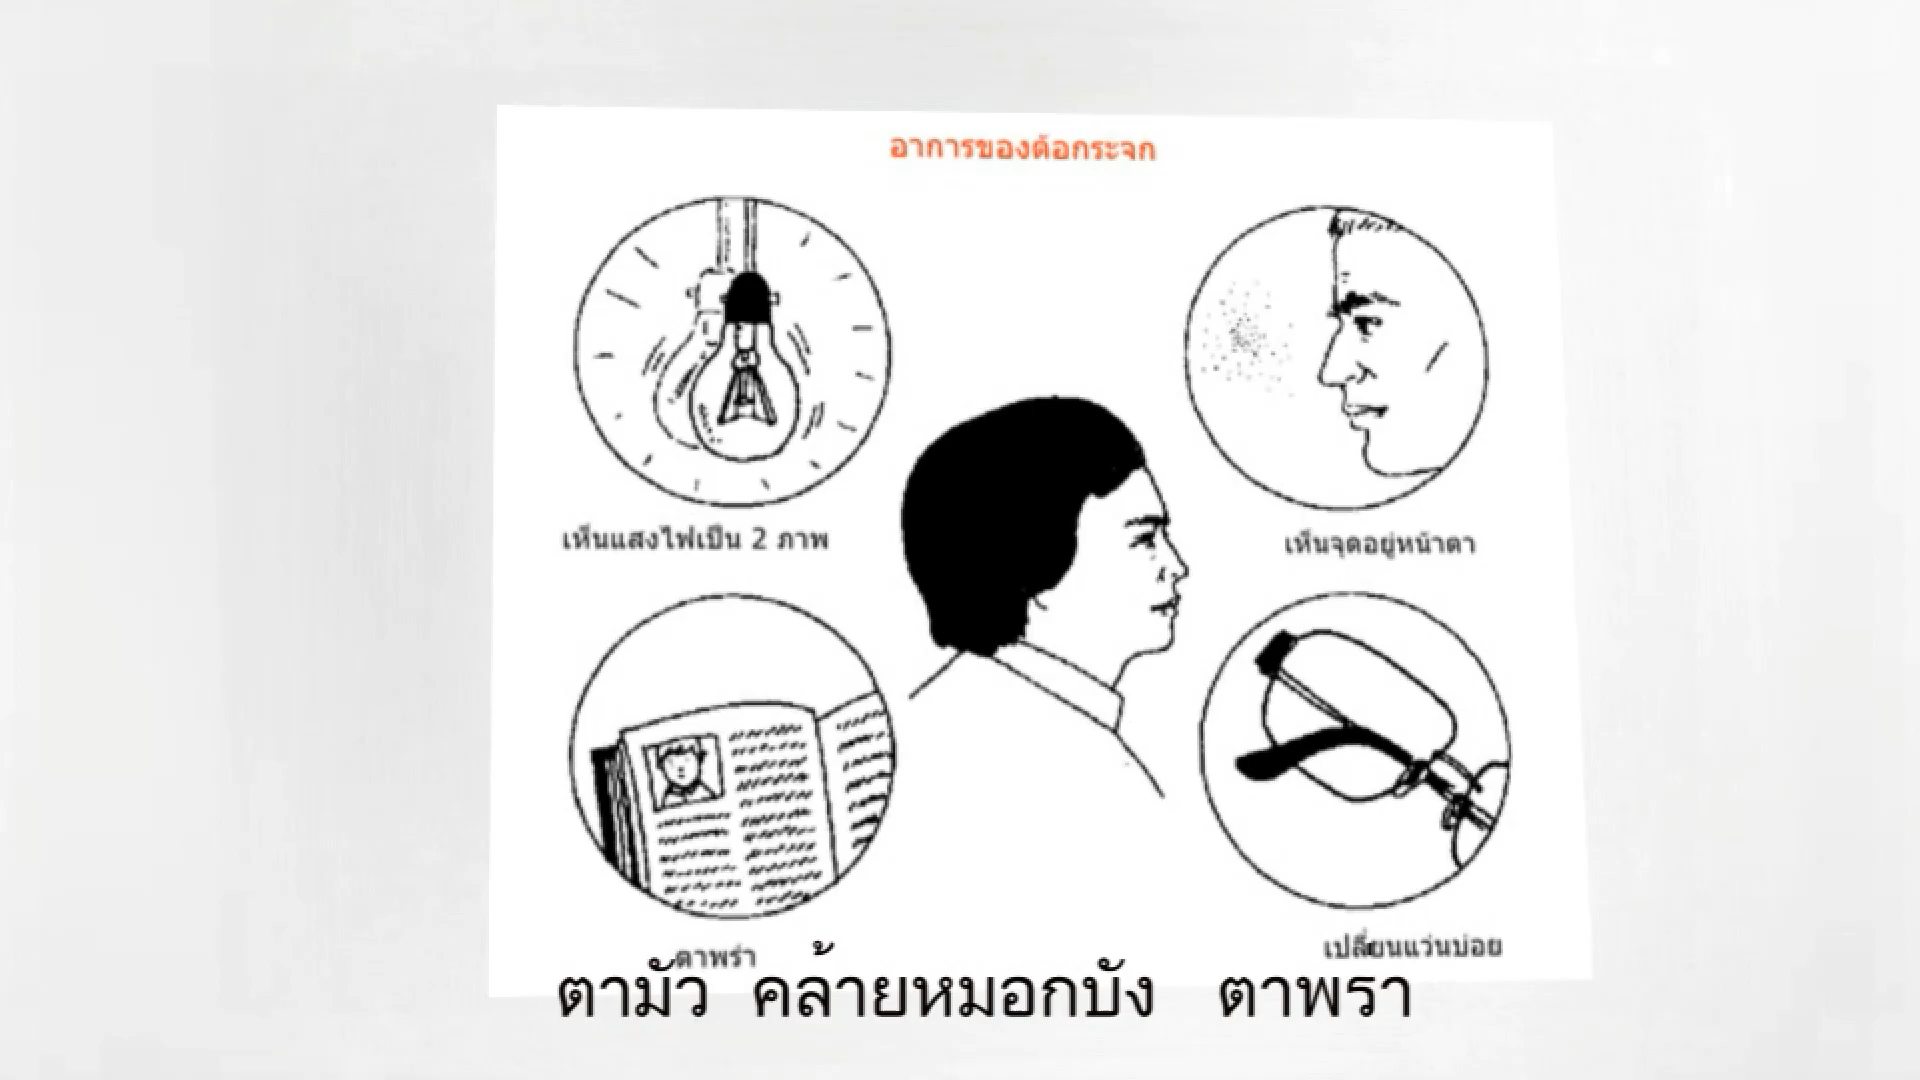 อาการของต้อกระจก
เห็นแสงไฟเป็น 2 ภาพ
เห็นจุดอยู่หน้าตา
ตาพร่า
เปลี่ยนแว่นบ่อย
ตามัว คล้ายหมอกบัง ตาพรา